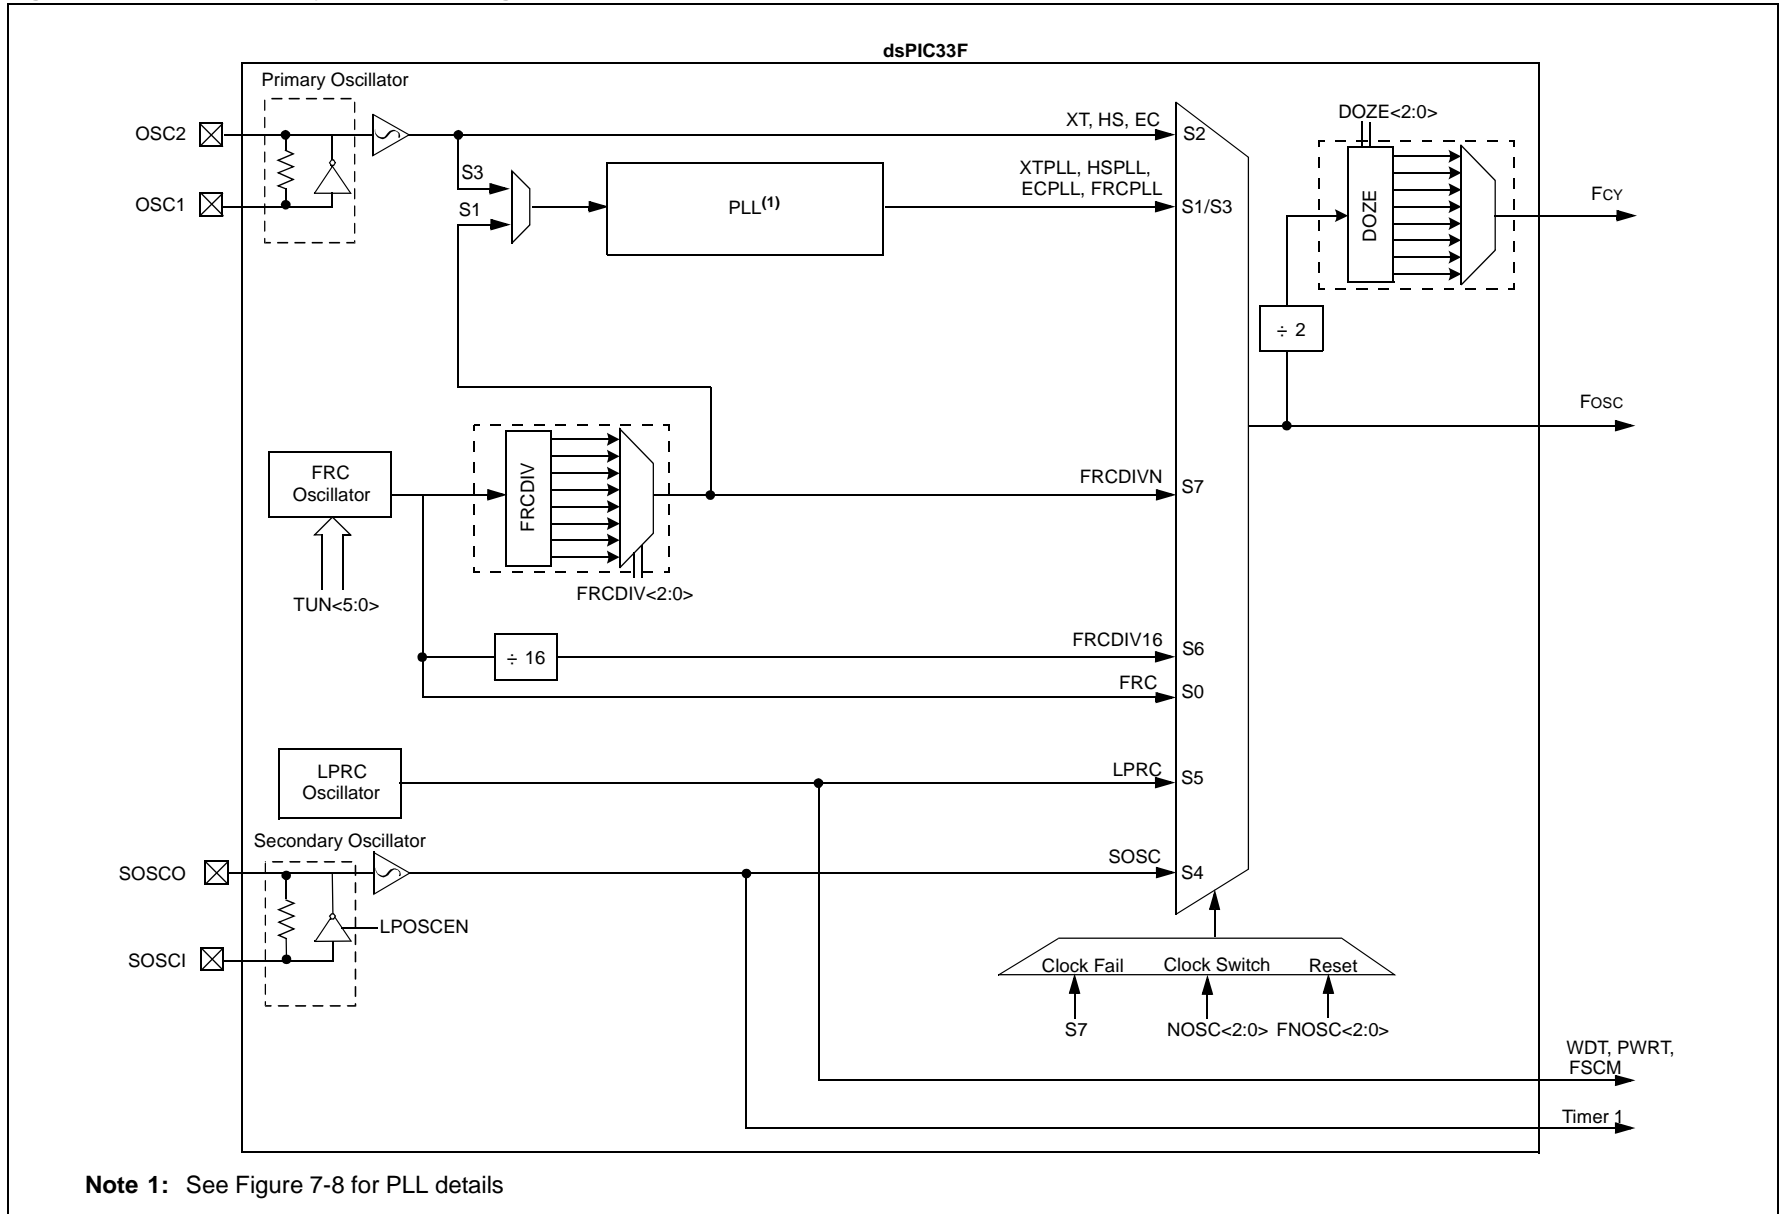 dsPIC33F
Primary Oscillator
OSC2
OSC1
S3
S1
PLL(1)
XT, HS, EC
S2
XTPLL, HSPLL,
ECPLL, FRCPLL
S1/S3
DOZE<2:0>
DOZE
FCY
÷ 2
FOSC
FRC
Oscillator
TUN<5:0>
FRCDIV
FRCDIV<2:0>
FRCDIVN
S7
÷ 16
FRCDIV16
S6
FRC
S0
LPRC
Oscillator
LPRC
S5
Secondary Oscillator
SOSCO
SOSCI
LPOSCEN
SOSC
S4
Clock Fail
Clock Switch
Reset
S7
NOSC<2:0>
FNOSC<2:0>
WDT, PWRT,
FSCM
Timer 1
Note 1: See Figure 7-8 for PLL details